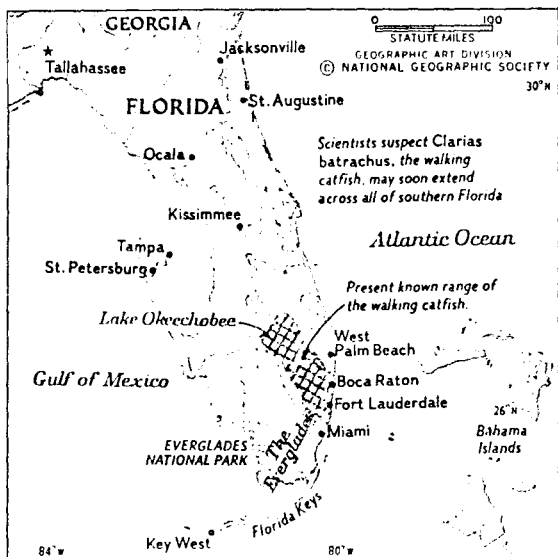 GEORGIA
0 100
STATUTE MILES
GEOGRAPHIC ART DIVISION
© NATIONAL GEOGRAPHIC SOCIETY
Jacksonville
Tallahassee
30°N
FLORIDA
St. Augustine
Ocala
Scientists suspect Clarias
batrachus, the walking
catfish, may soon extend
across all of southern Florida
Kissimmee
Atlantic Ocean
Tampa
St. Petersburg
Present known range of
the walking catfish.
Lake Okeechobee
West
Palm Beach
Gulf of Mexico
Boca Raton
Fort Lauderdale
26°N
Miami
Bahama
Islands
EVERGLADES
NATIONAL PARK
The
Everglades
Florida Keys
Key West
84°W
80°W